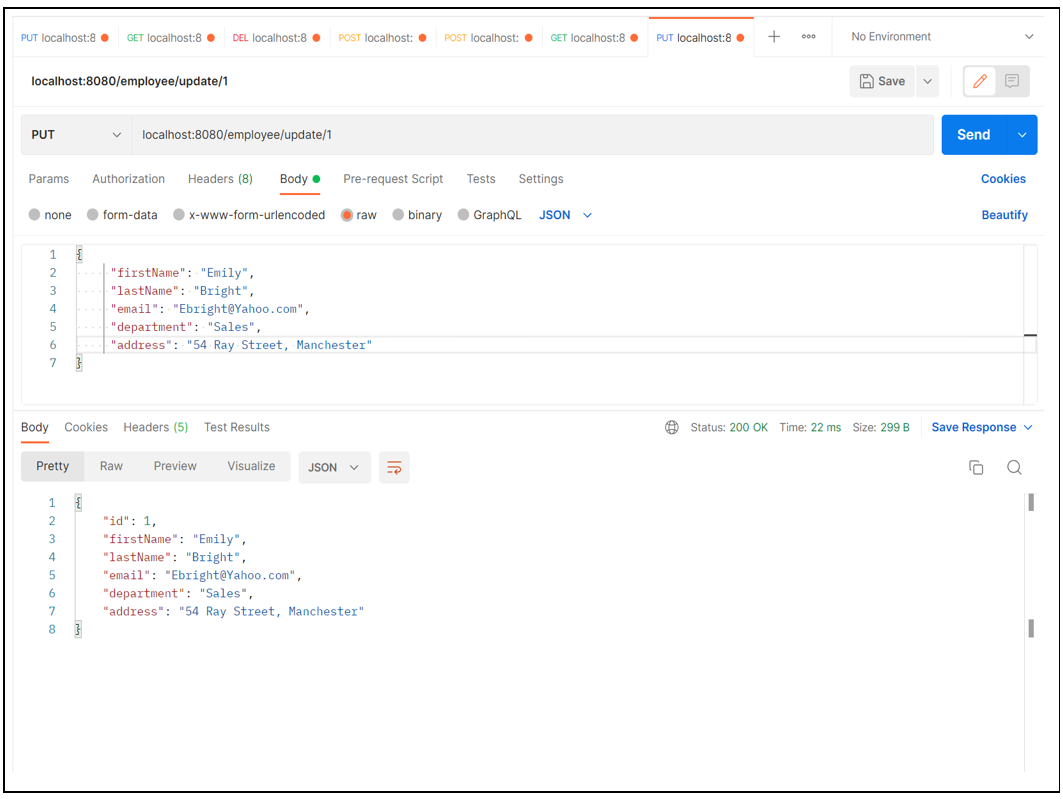 PUT localhost:8 GET localhost:8 DEL localhost:8 POST localhost: POST localhost: GET localhost:8 PUT localhost:8 No Environment
localhost:8080/employee/update/1 Save
PUT localhost:8080/employee/update/1 Send
Params Authorization Headers (8) Body Pre-request Script Tests Settings Cookies
none form-data x-www-form-urlencoded raw binary GraphQL JSON Beautify
1 {
2 "firstName": "Emily",
3 "lastName": "Bright",
4 "email": "Ebright@Yahoo.com",
5 "department": "Sales",
6 "address": "54 Ray Street, Manchester"
7 }
Body Cookies Headers (5) Test Results Status: 200 OK Time: 22 ms Size: 299 B Save Response
Pretty Raw Preview Visualize JSON
1 {
2 "id": 1,
3 "firstName": "Emily",
4 "lastName": "Bright",
5 "email": "Ebright@Yahoo.com",
6 "department": "Sales",
7 "address": "54 Ray Street, Manchester"
8 }